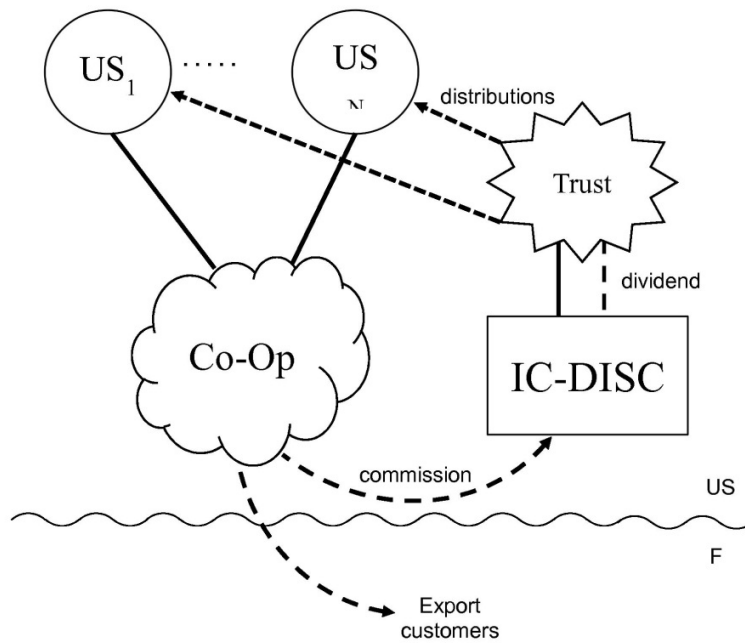 US1 ..... US
N
distributions
Trust
dividend
Co-Op
IC-DISC
commission
US
F
Export
customers